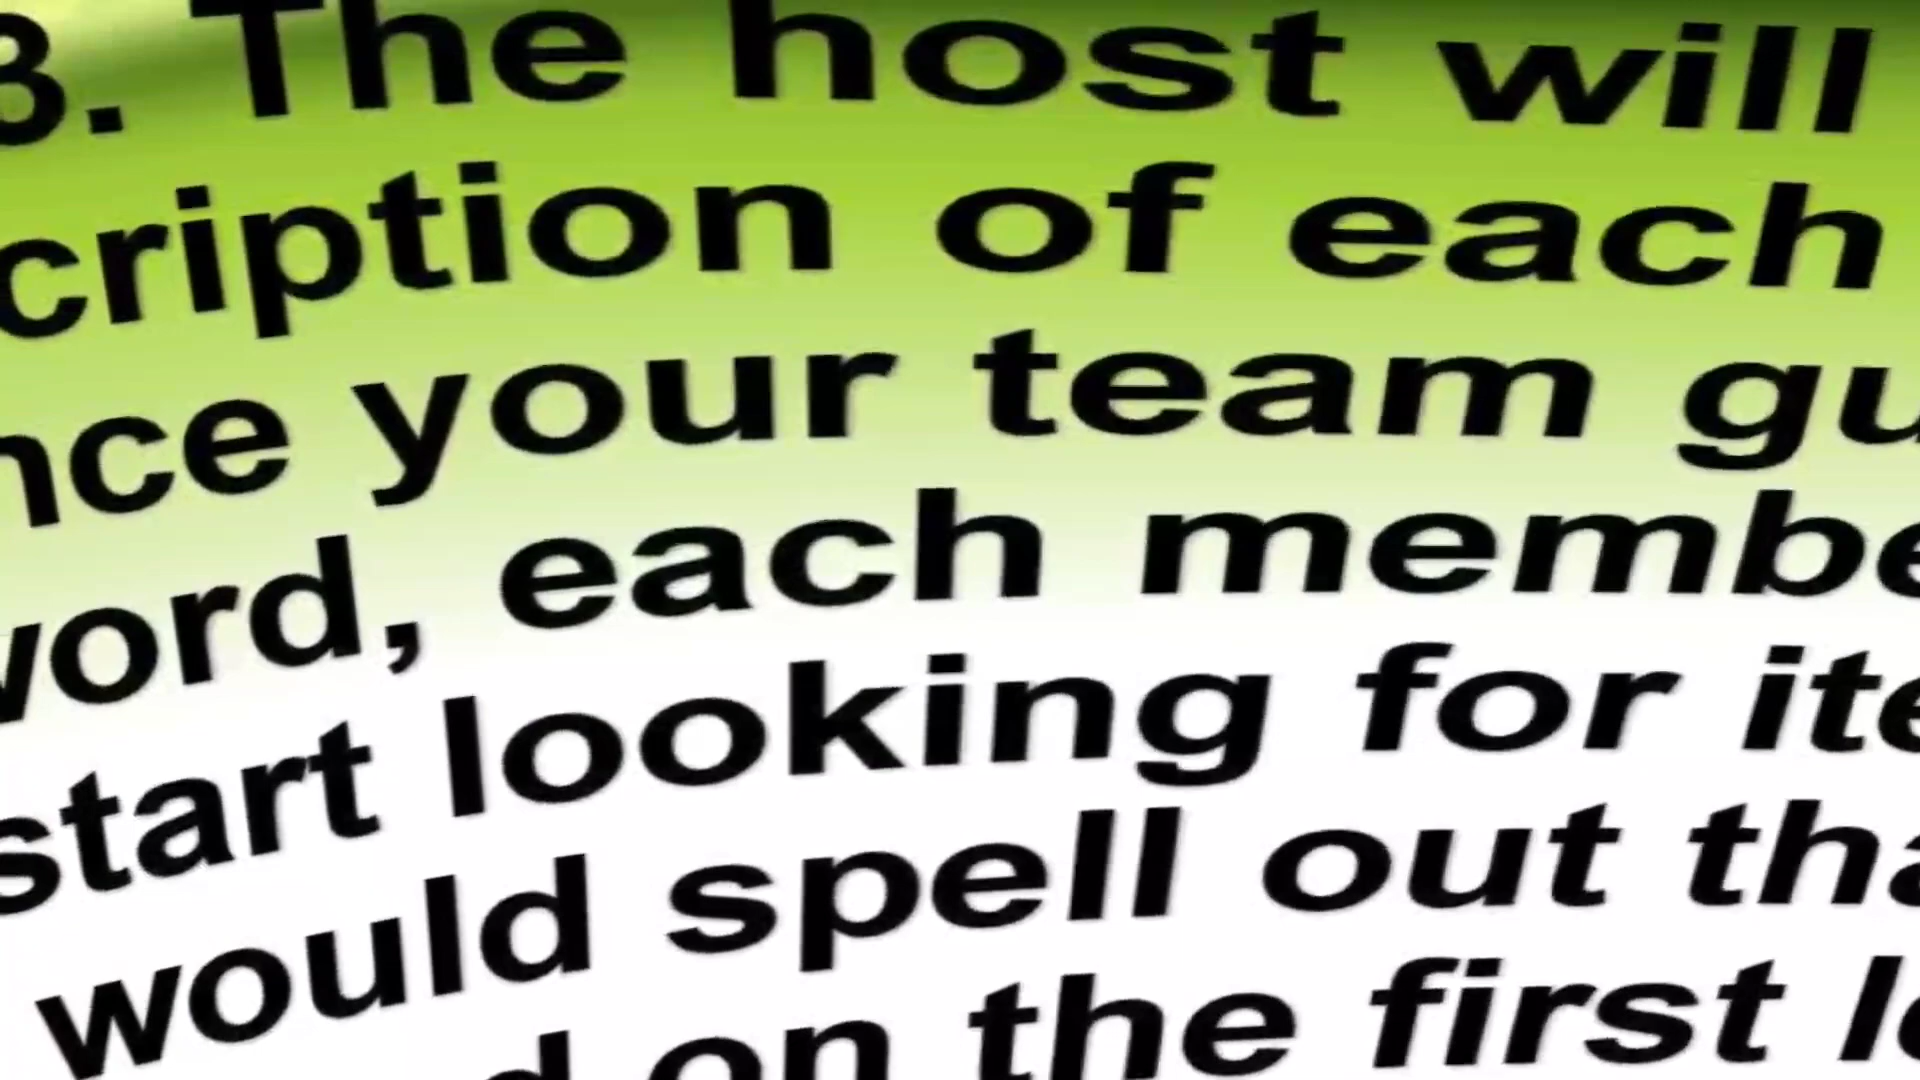 3. The host will
cription of each
nce your team gu
word, each membe
start looking for ite
would spell out tha
d on the first le